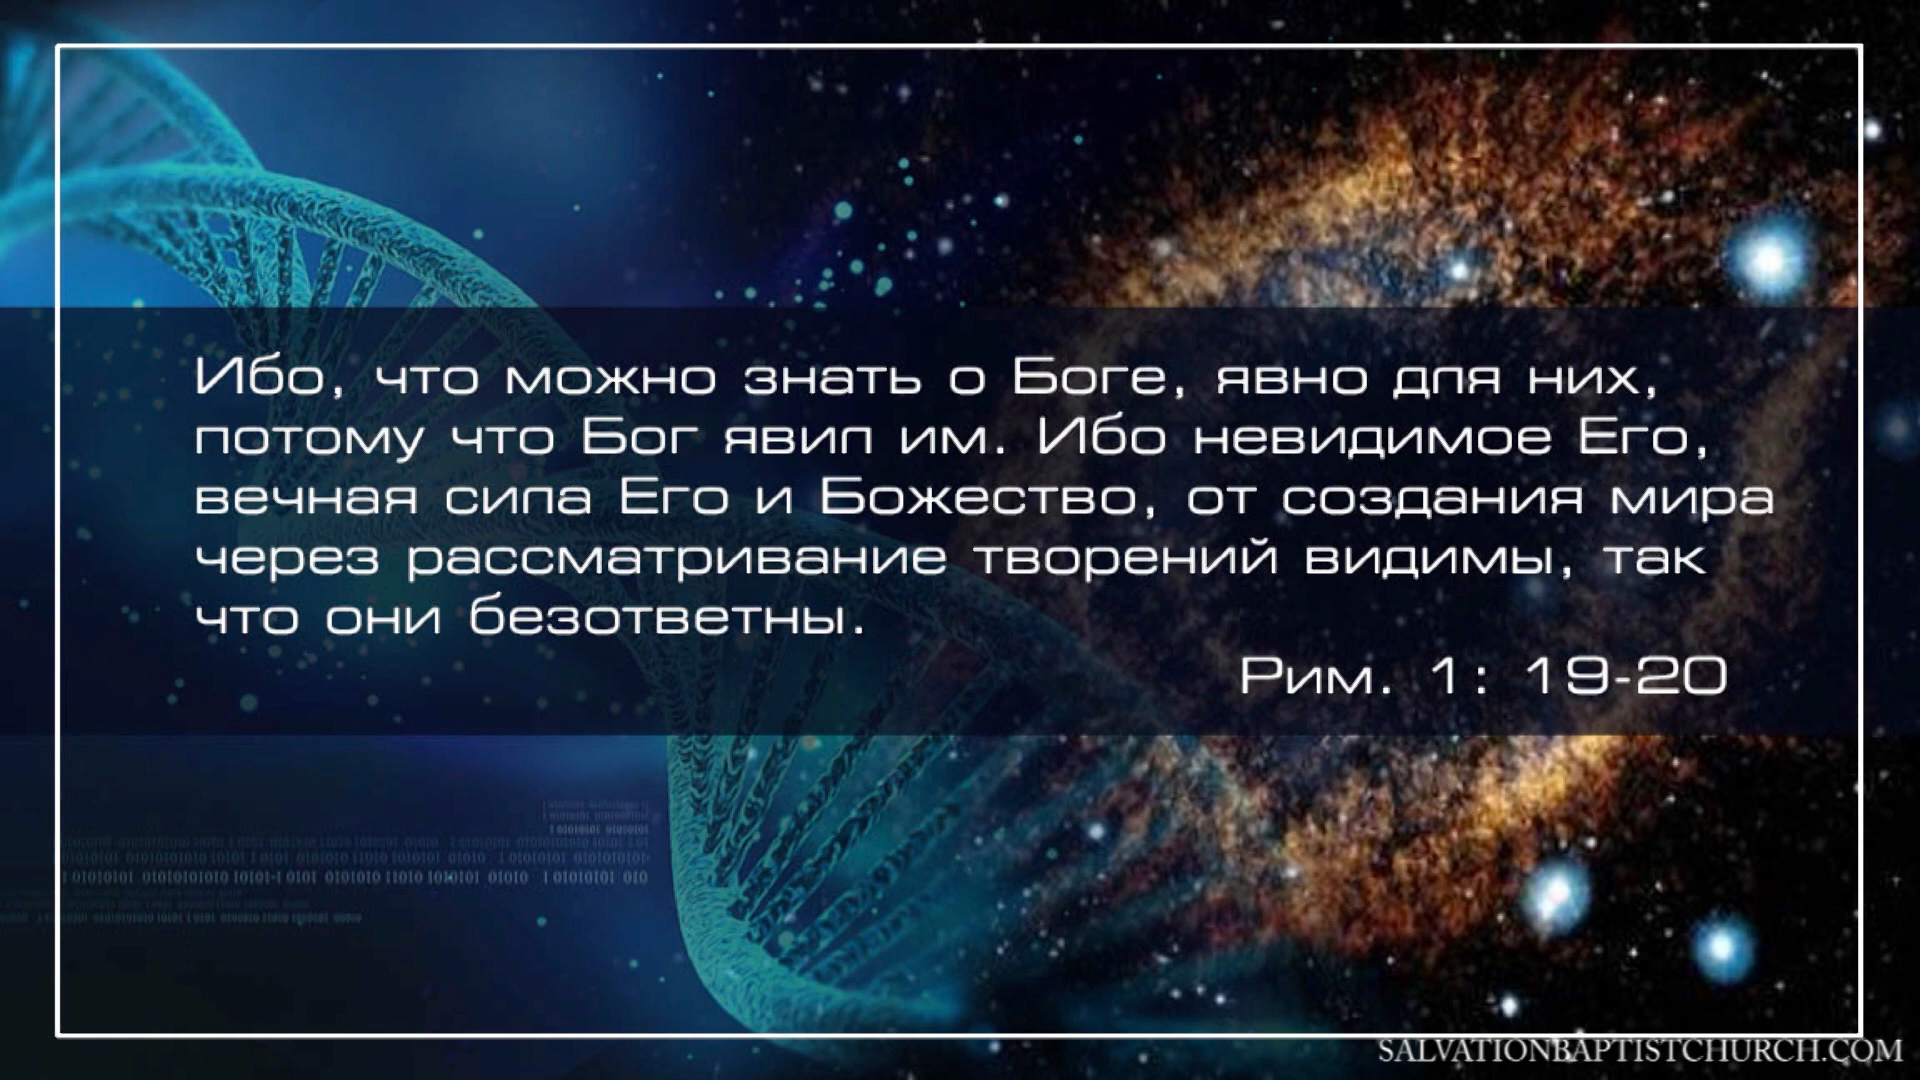 Ибо, что можно знать о Боге, явно для них,
потому что Бог явил им. Ибо невидимое Его,
вечная сила Его и Божество, от создания мира
через рассматривание творений видимы, так
что они безответны.
Рим. 1: 19-20
SALVATIONBAPTISTCHURCH.COM